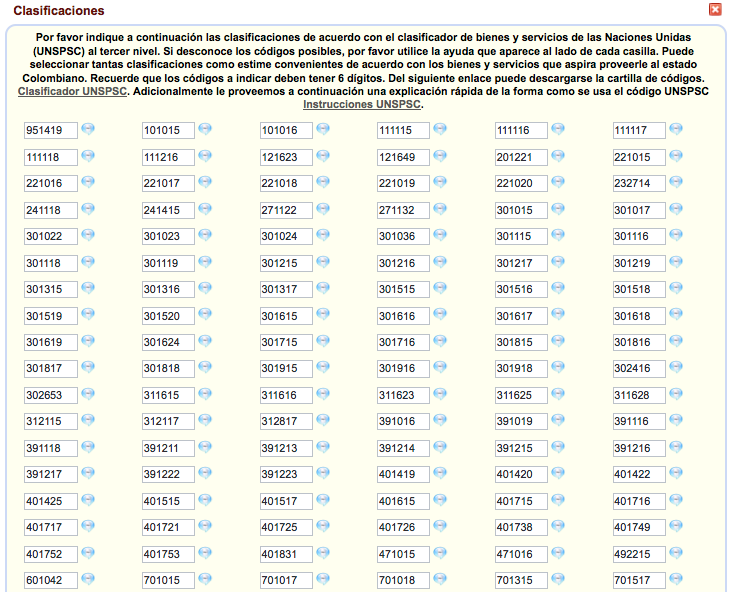 Clasificaciones
Por favor indique a continuación las clasificaciones de acuerdo con el clasificador de bienes y servicios de las Naciones Unidas
(UNSPSC) al tercer nivel. Si desconoce los códigos posibles, por favor utilice la ayuda que aparece al lado de cada casilla. Puede
seleccionar tantas clasificaciones como estime convenientes de acuerdo con los bienes y servicios que aspira proveerle al estado
Colombiano. Recuerde que los códigos a indicar deben tener 6 dígitos. Del siguiente enlace puede descargarse la cartilla de códigos.
Clasificador UNSPSC. Adicionalmente le proveemos a continuación una explicación rápida de la forma como se usa el código UNSPSC
Instrucciones UNSPSC.
951419 101015 101016 111115 111116 111117
111118 111216 121623 121649 201221 221015
221016 221017 221018 221019 221020 232714
241118 241415 271122 271132 301015 301017
301022 301023 301024 301036 301115 301116
301118 301119 301215 301216 301217 301219
301315 301316 301317 301515 301516 301518
301519 301520 301615 301616 301617 301618
301619 301624 301715 301716 301815 301816
301817 301818 301915 301916 301918 302416
302653 311615 311616 311623 311625 311628
312115 312117 312817 391016 391019 391116
391118 391211 391213 391214 391215 391216
391217 391222 391223 401419 401420 401422
401425 401515 401517 401615 401715 401716
401717 401721 401725 401726 401738 401749
401752 401753 401831 471015 471016 492215
601042 701015 701017 701018 701315 701517